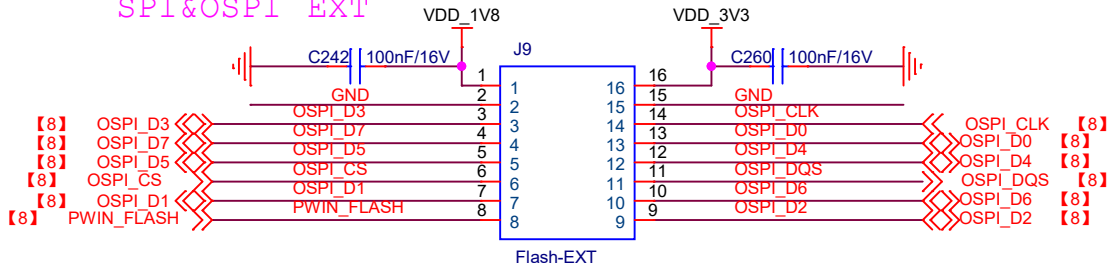 SPI&OSPI EXT
VDD_1V8 VDD_3V3
J9
C242 100nF/16V C260 100nF/16V
1 1 16 16
GND 2 2 15 15 GND
OSPI_D3 3 3 14 14 OSPI_CLK
【8】 OSPI_D3 OSPI_CLK 【8】
OSPI_D7 4 4 13 13 OSPI_D0
【8】 OSPI_D7 OSPI_D0 【8】
OSPI_D5 5 5 12 12 OSPI_D4
【8】 OSPI_D5 OSPI_D4 【8】
OSPI_CS 6 6 11 11 OSPI_DQS
【8】 OSPI_CS OSPI_DQS 【8】
OSPI_D1 7 7 10 10 OSPI_D6
【8】 OSPI_D1 OSPI_D6 【8】
PWIN_FLASH 8 8 9 9 OSPI_D2
【8】 PWIN_FLASH OSPI_D2 【8】
Flash-EXT